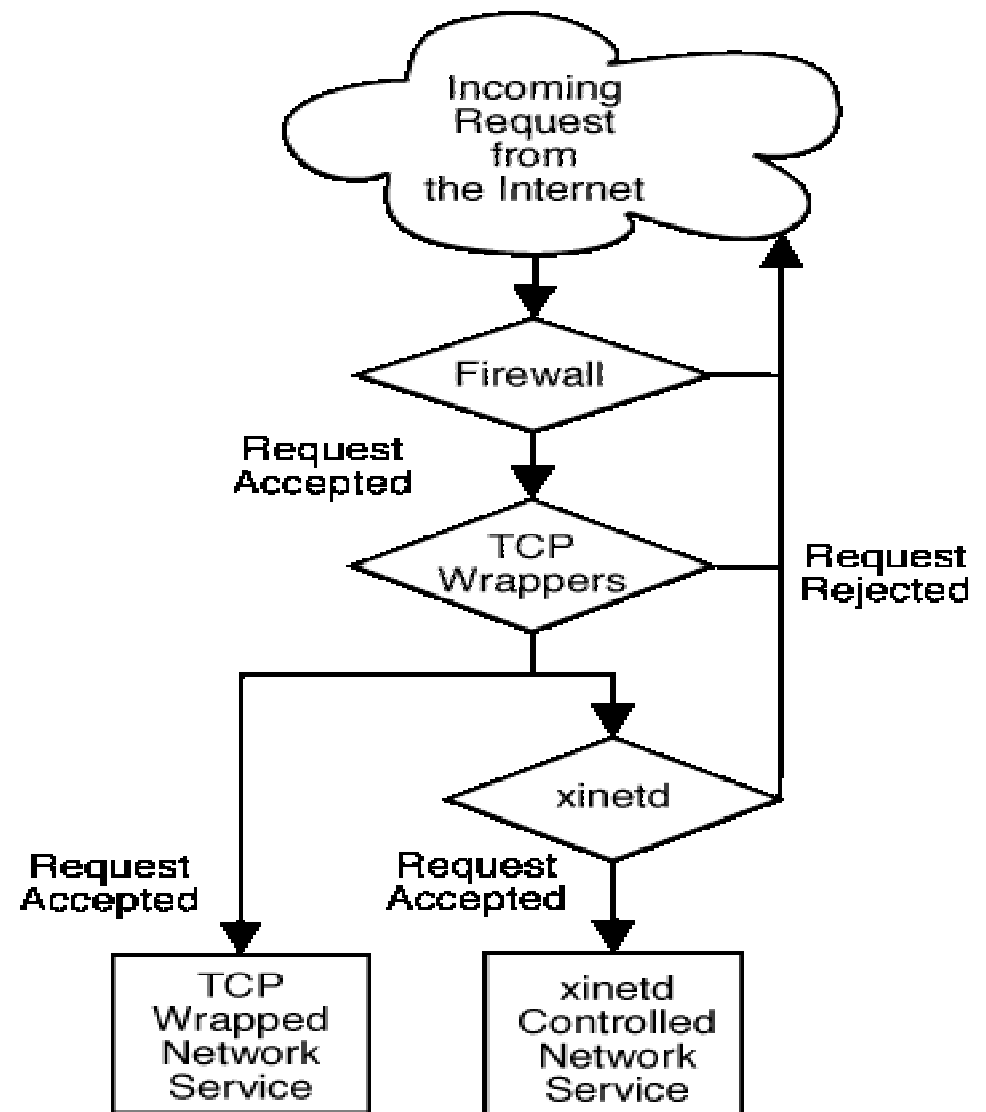 Incoming
Request
from
the Internet
Firewall
Request
Accepted
TCP
Wrappers
Request
Rejected
xinetd
Request
Accepted
Request
Accepted
TCP
Wrapped
Network
Service
xinetd
Controlled
Network
Service